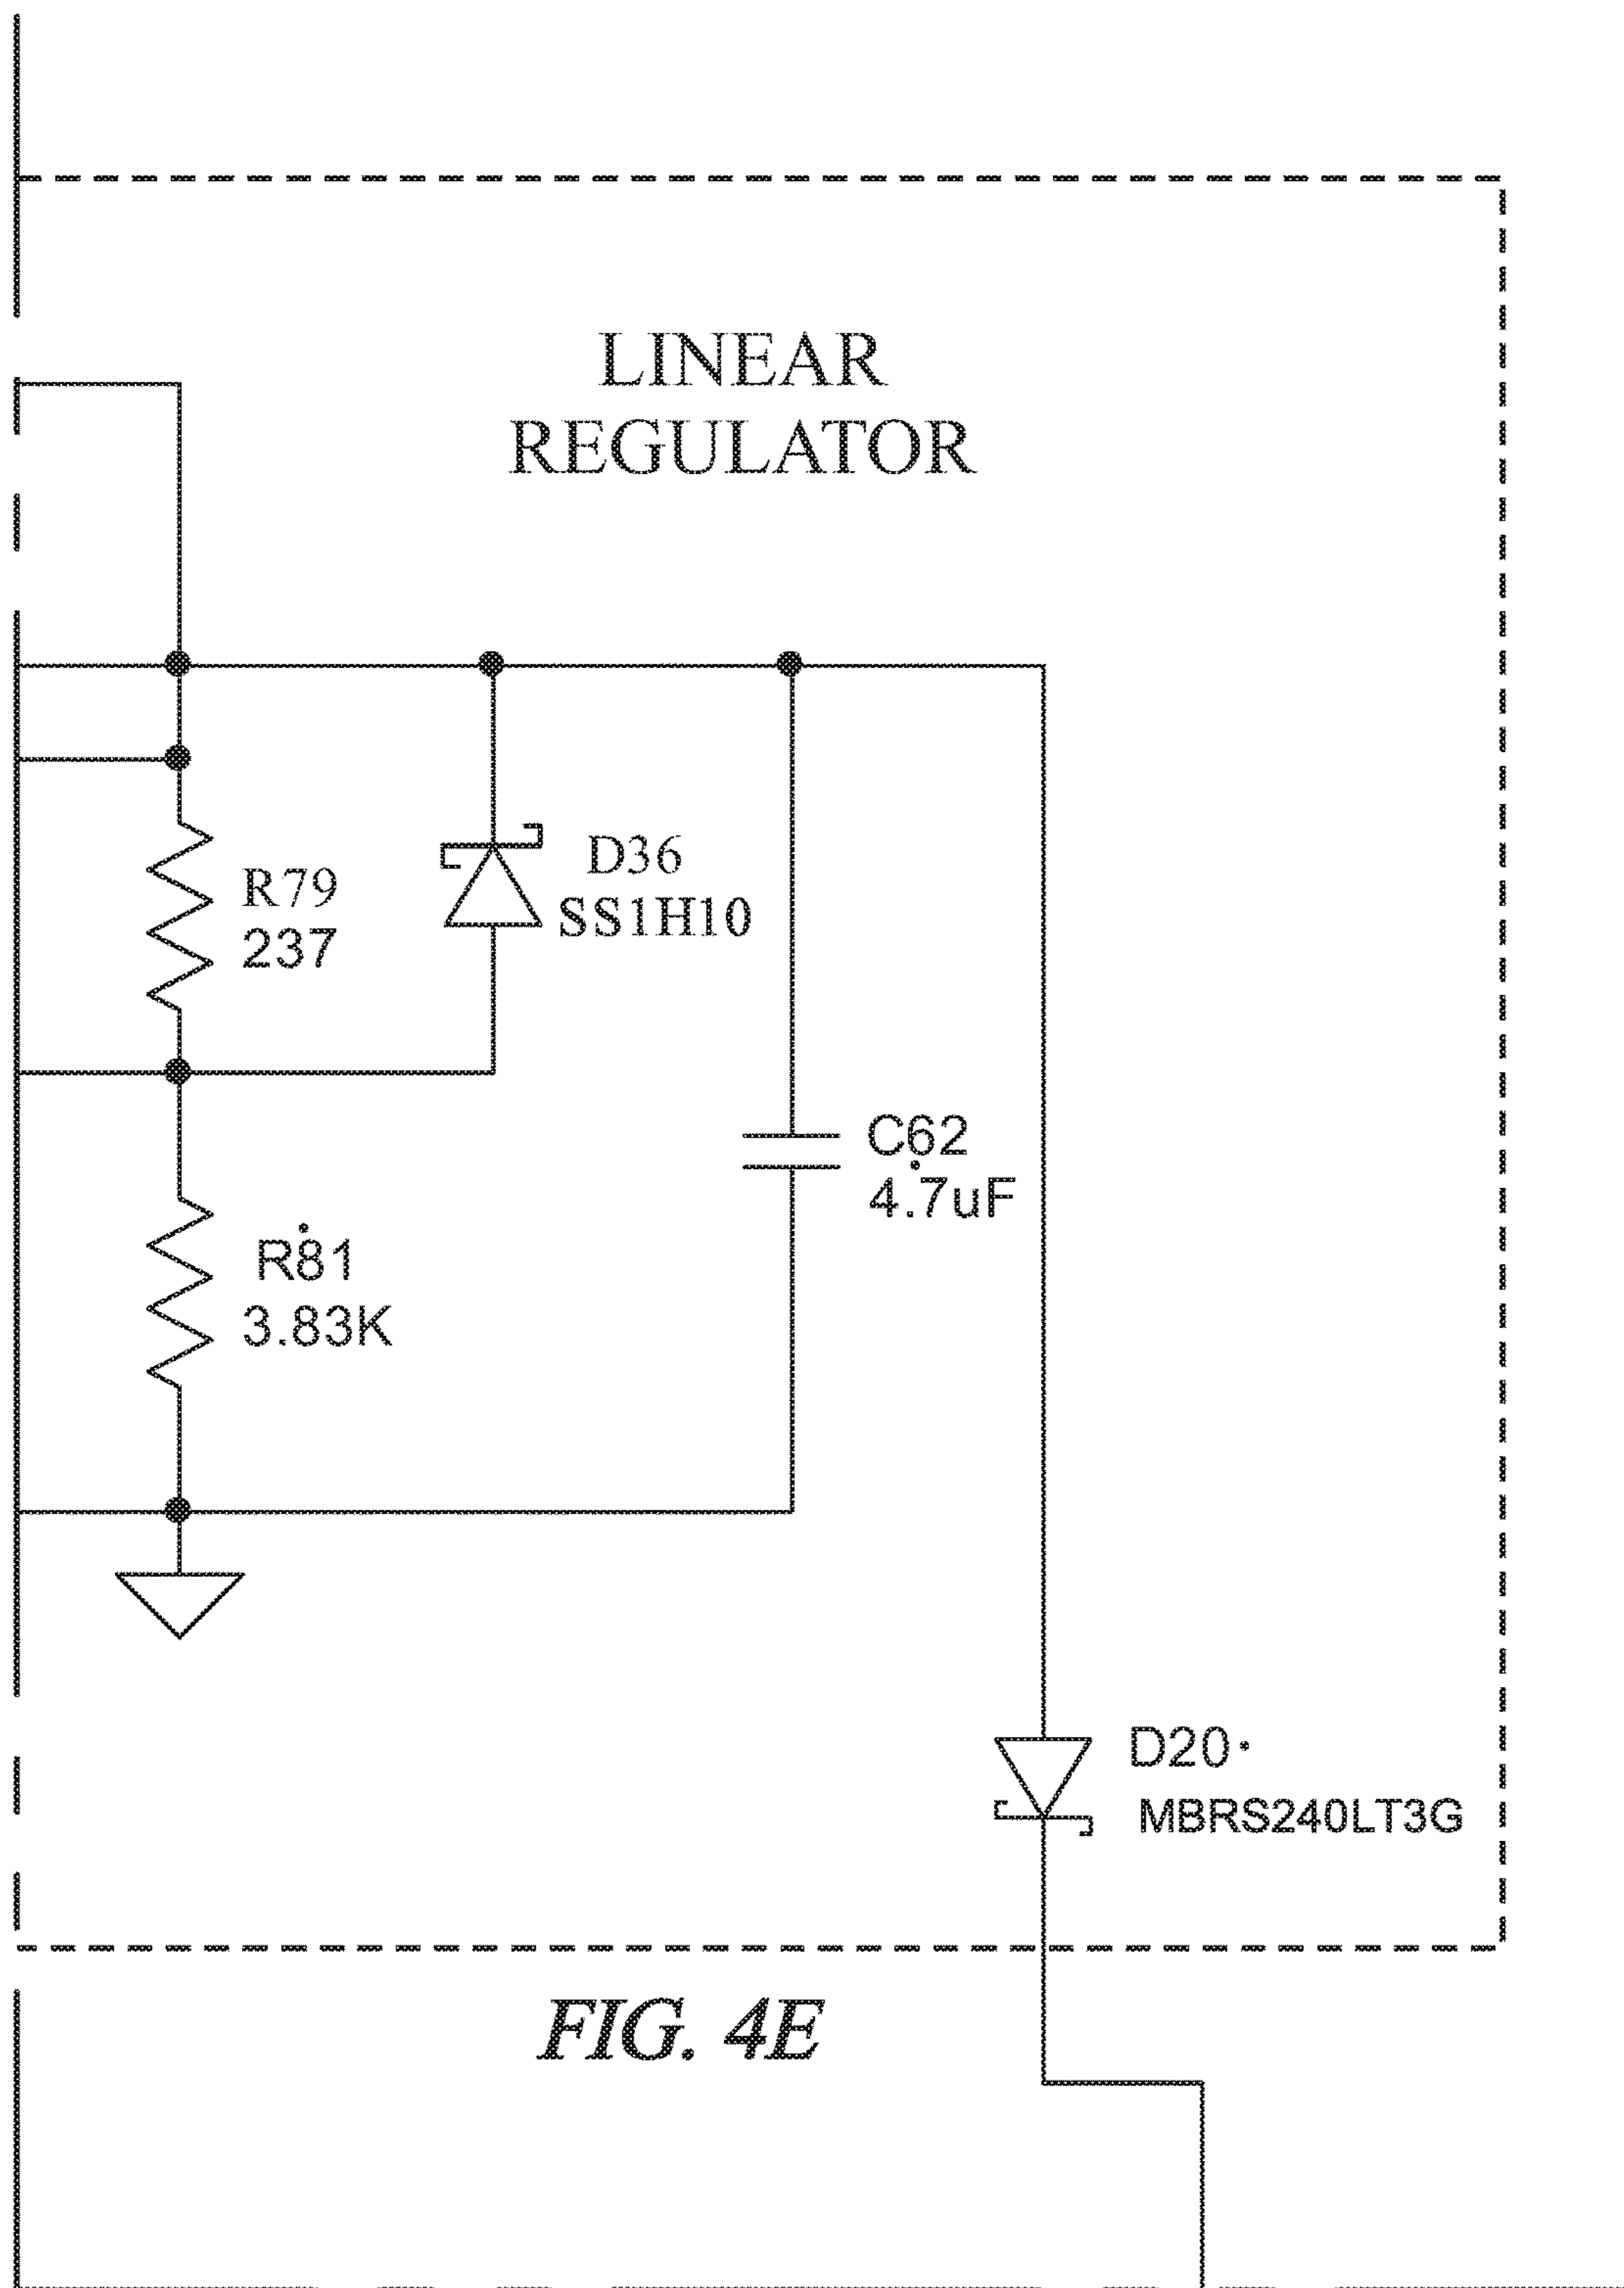 LINEAR
REGULATOR
R79
237
D36
SS1H10
C62
4.7uF
R81
3.83K
D20
MBRS240LT3G
FIG. 4E